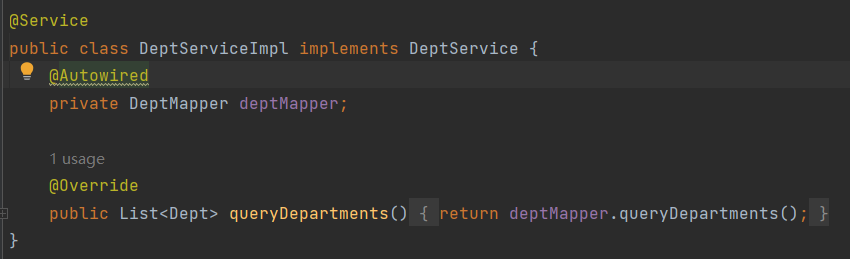 @Service
public class DeptServiceImpl implements DeptService {
@Autowired
private DeptMapper deptMapper;
1 usage
@Override
public List<Dept> queryDepartments() { return deptMapper.queryDepartments(); }
}